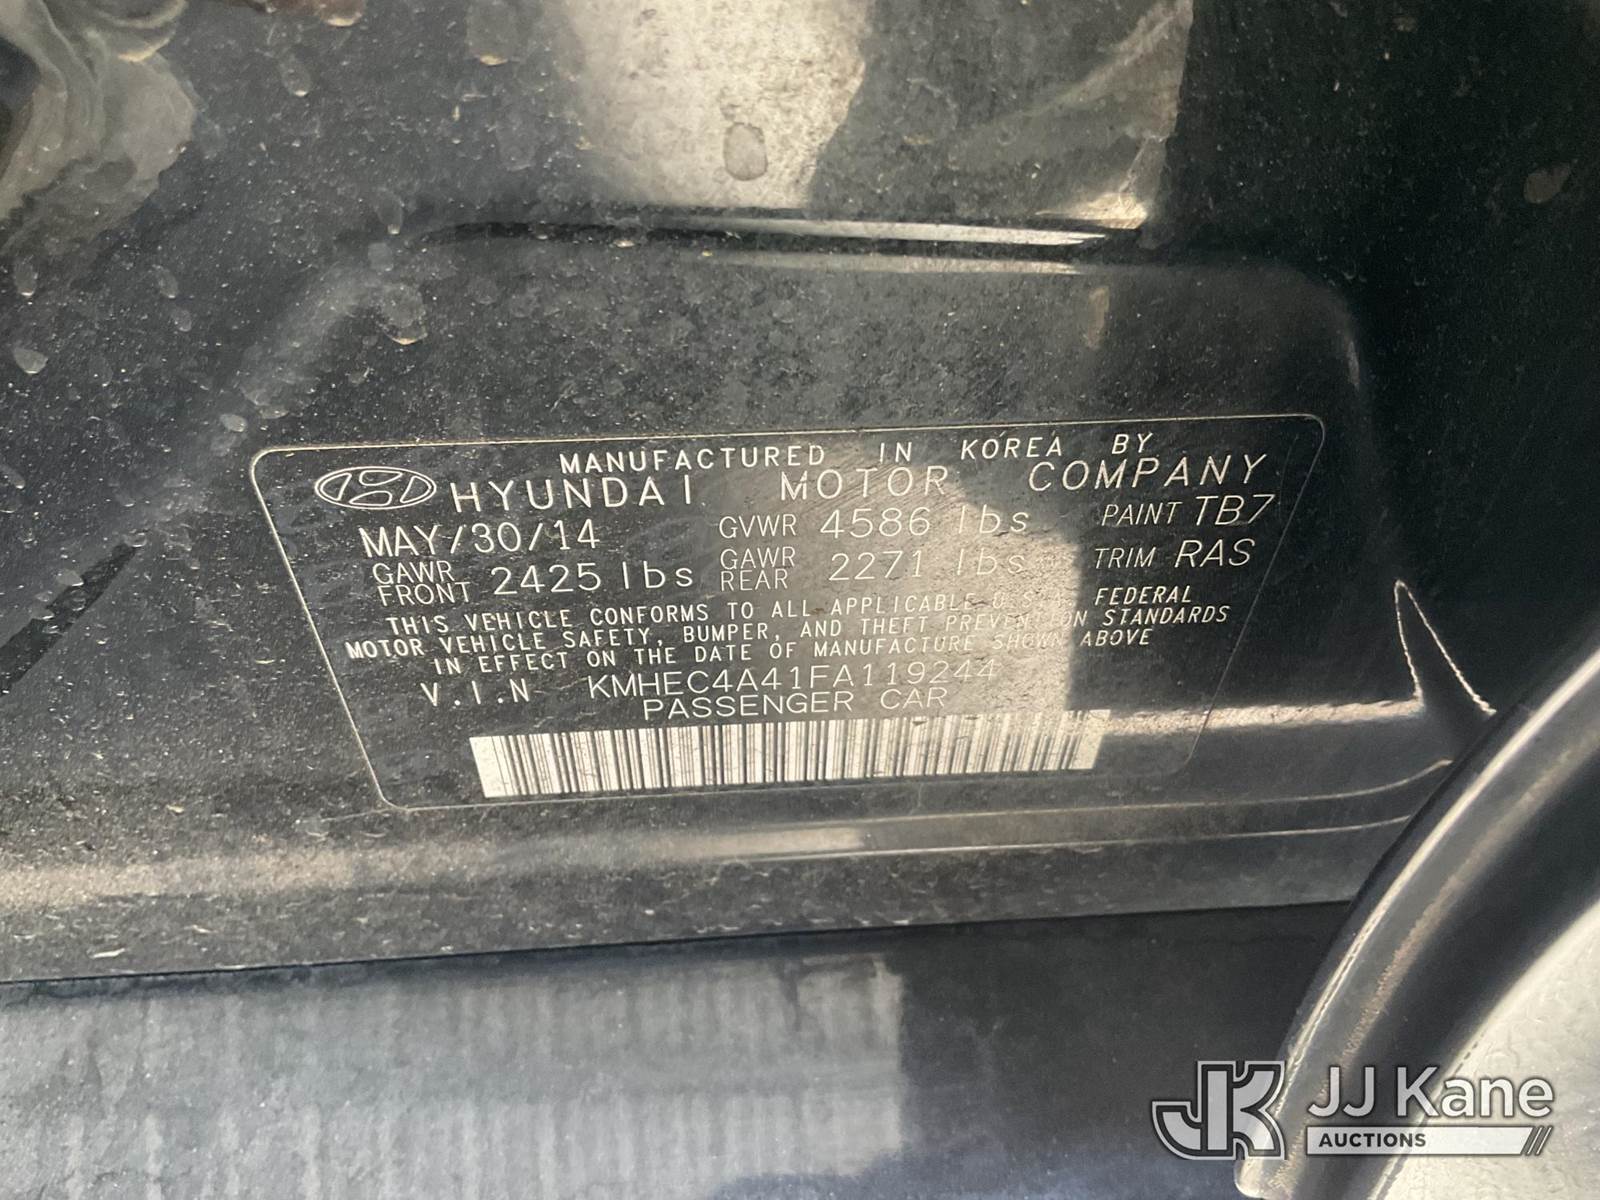 MANUFACTURED IN KOREA BY
HYUNDAI MOTOR COMPANY
MAY/30/14 GVWR 4586 lbs PAINT TB7
GAWR FRONT 2425 lbs GAWR REAR 2271 lbs TRIM RAS
THIS VEHICLE CONFORMS TO ALL APPLICABLE U.S. FEDERAL
MOTOR VEHICLE SAFETY, BUMPER, AND THEFT PREVENTION STANDARDS
IN EFFECT ON THE DATE OF MANUFACTURE SHOWN ABOVE
V.I.N KMHEC4A41FA119244
PASSENGER CAR
JK JJ Kane
AUCTIONS